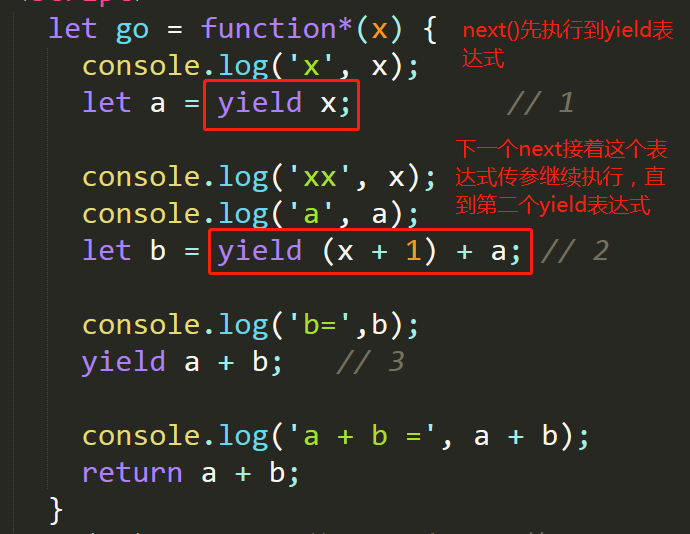 let go = function*(x) {
next()先执行到yield表
达式
console.log('x', x);
let a = yield x; // 1
console.log('xx', x);
下一个next接着这个表
达式传参继续执行，直
到第二个yield表达式
console.log('a', a);
let b = yield (x + 1) + a; // 2
console.log('b=',b);
yield a + b; // 3
console.log('a + b =', a + b);
return a + b;
}